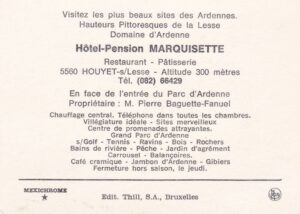 Visitez les plus beaux sites des Ardennes.
Hauteurs Pittoresques de la Lesse
Domaine d'Ardenne
Hôtel-Pension MARQUISETTE
Restaurant - Pâtisserie
5560 HOUYET-s/Lesse - Altitude 300 mètres
Tél. (082) 66429
En face de l'entrée du Parc d'Ardenne
Propriétaire : M. Pierre Baguette-Fanuel
Chauffage central. Téléphone dans toutes les chambres.
Villégiature idéale - Sites merveilleux
Centre de promenades attrayantes.
Grand Parc d'Ardenne
s/Golf - Tennis - Ravins - Bois - Rochers
Bains de rivière - Pêche - Jardin d'agrément
Carrousel - Balançoires.
Café cramique - Jambon d'Ardenne - Gibiers
Fermeture hors saison, le jeudi.
MEXICHROME
Edit. Thill, S.A., Bruxelles